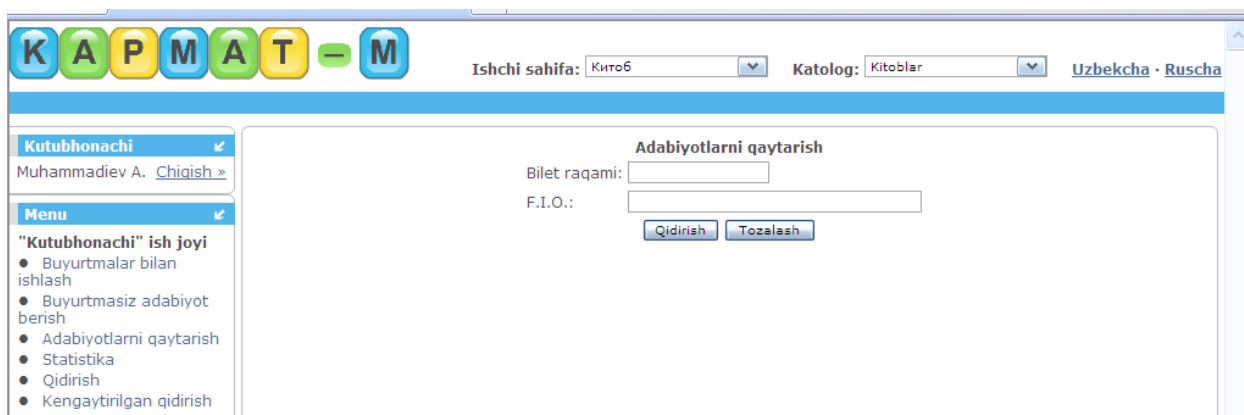 КАРМАТ-М
Ishchi sahifa: Китоб Katolog: Kitoblar Uzbekcha · Ruscha
Kutubhonachi
Muhammadiev A. Chiqish »
Menu
"Kutubhonachi" ish joyi
● Buyurtmalar bilan
ishlash
● Buyurtmasiz adabiyot
berish
● Adabiyotlarni qaytarish
● Statistika
● Qidirish
● Kengaytirilgan qidirish
Adabiyotlarni qaytarish
Bilet raqami:
F.I.O.:
Qidirish Tozalash